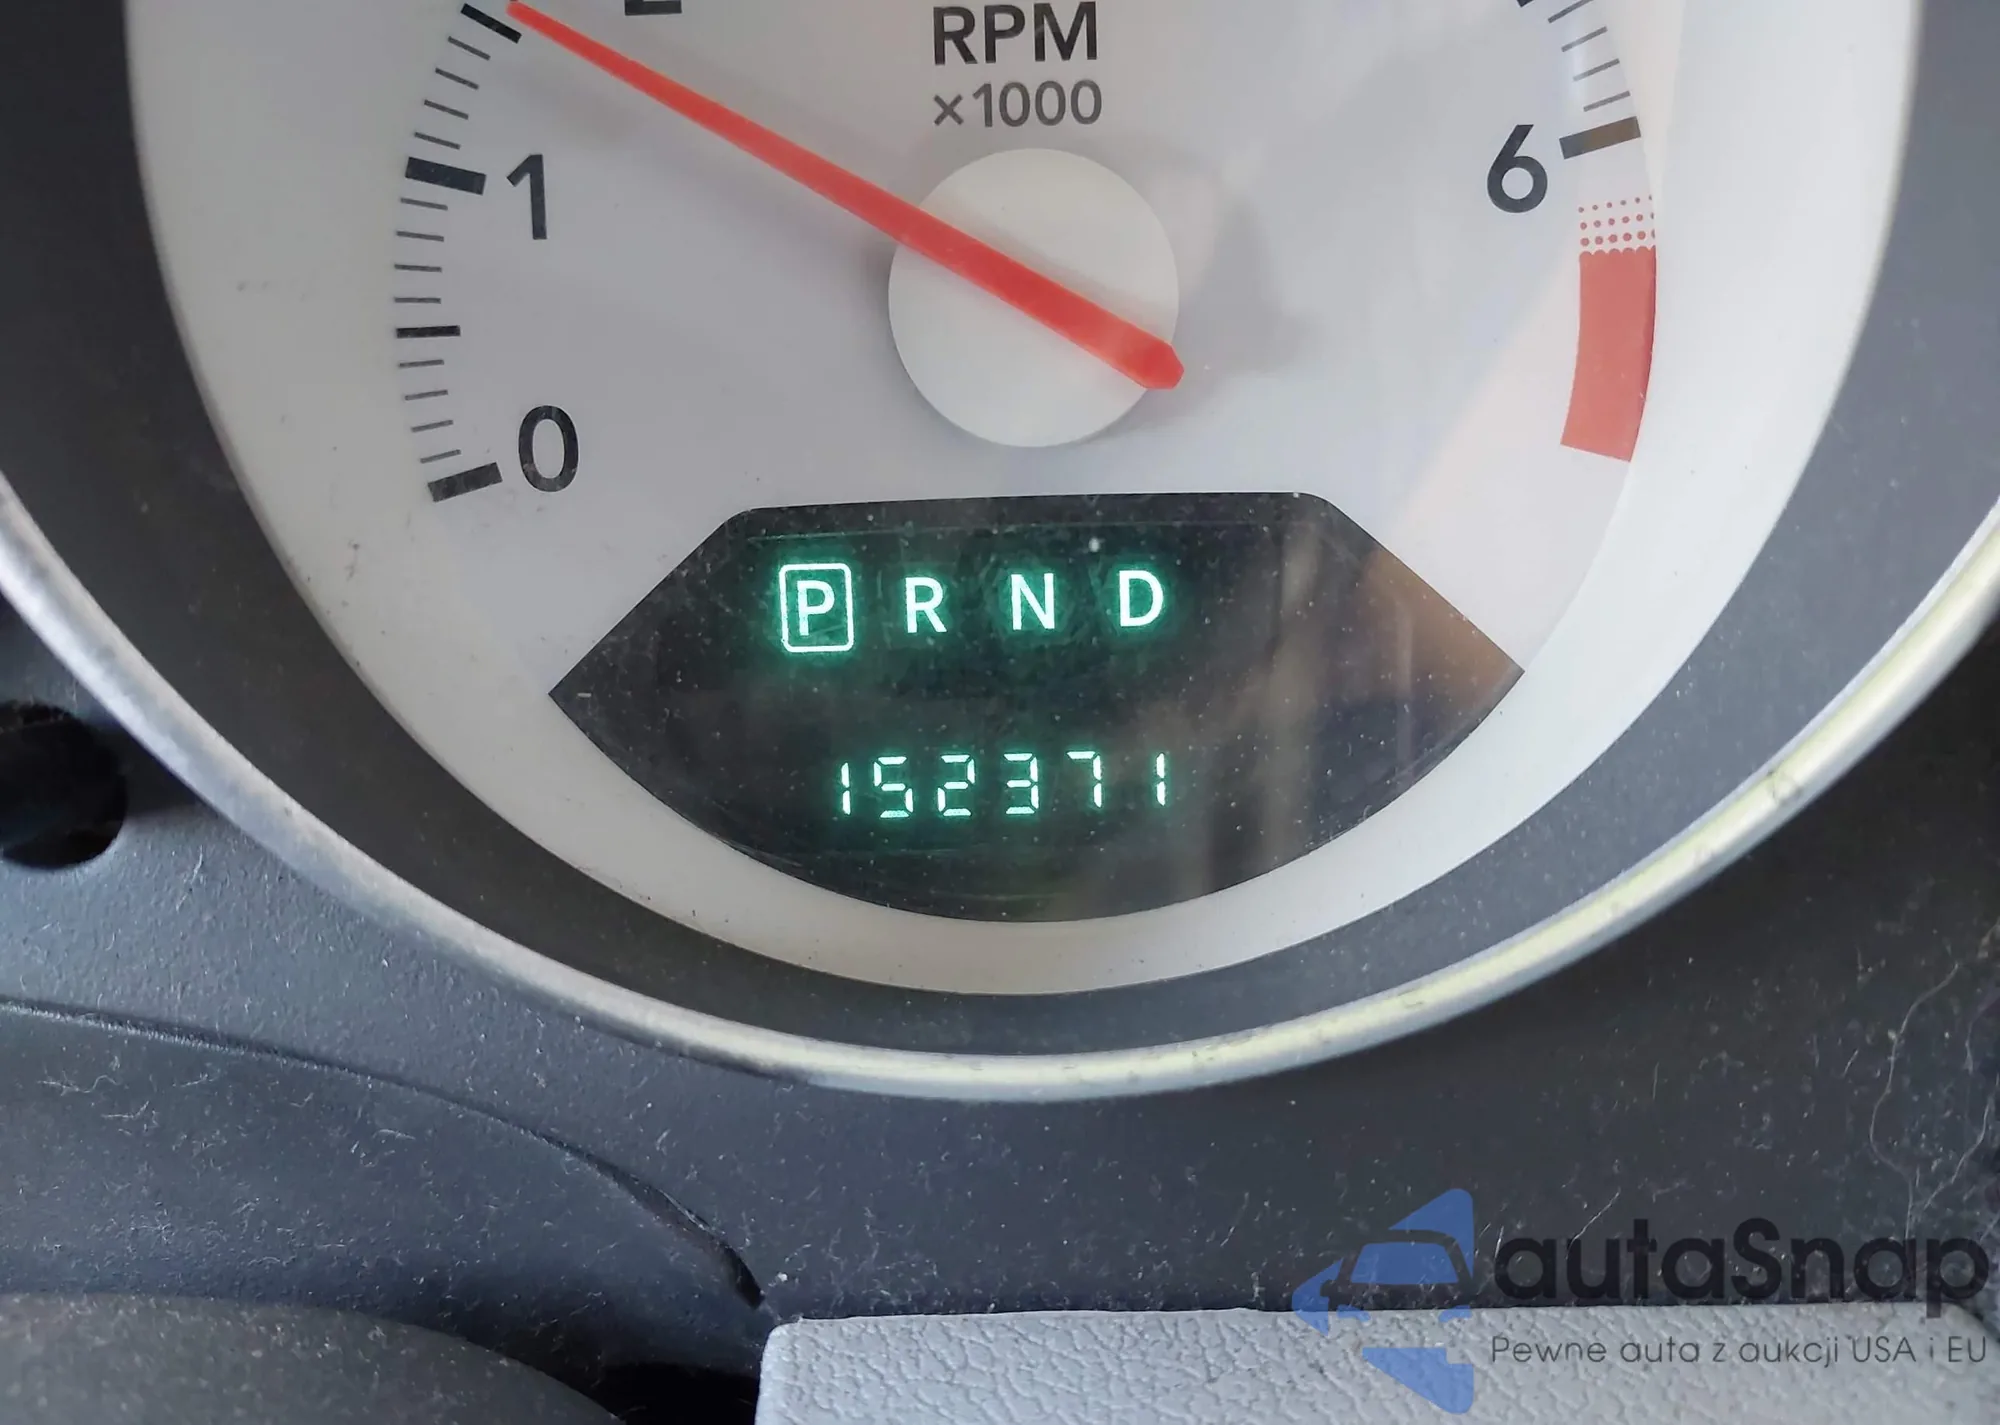 RPM
×1000
1
6
0
P R N D
152371
autaSnap
Pewne auta z aukcji USA i EU